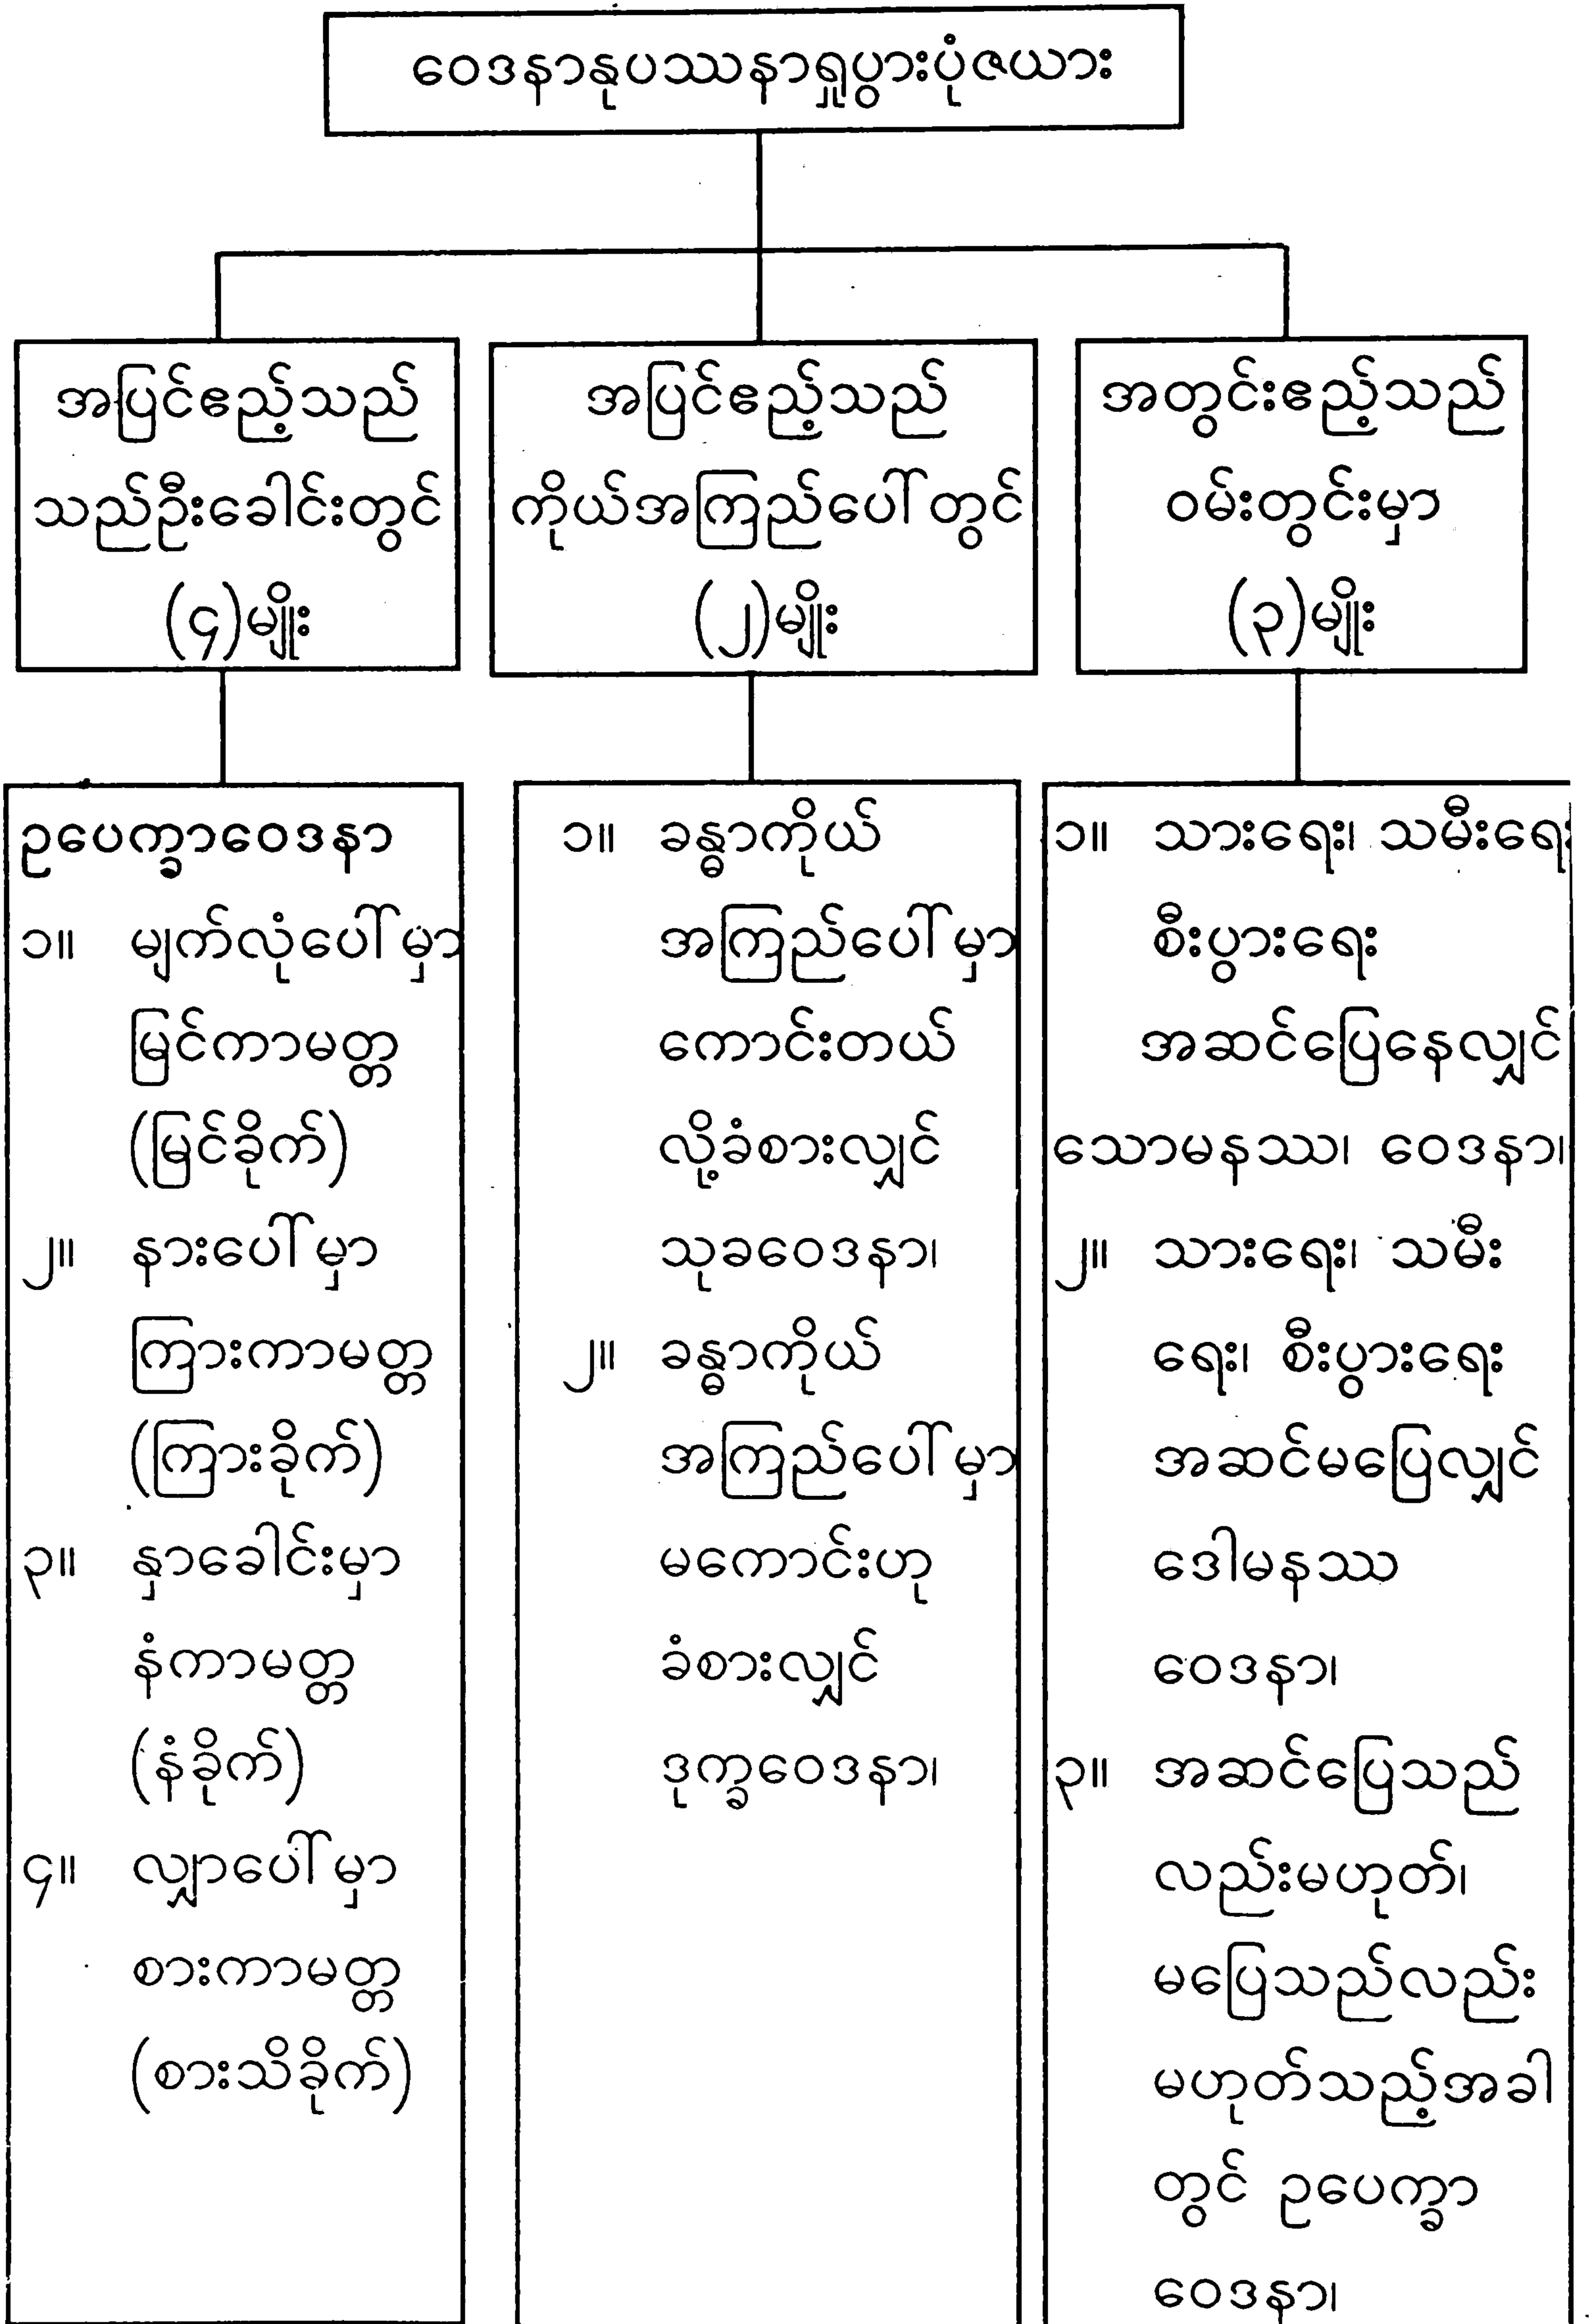 ဝေဒနာနုပဿနာရှုပွားပုံဇယား
အပြင်ဧည့်သည်
သည်ဦးခေါင်းတွင်
(၄)မျိုး
အပြင်ဧည့်သည်
ကိုယ်အကြည်ပေါ်တွင်
(၂)မျိုး
အတွင်းဧည့်သည်
ဝမ်းတွင်းမှာ
(၃)မျိုး
ဥပေက္ခာဝေဒနာ
၁။ မျက်လုံပေါ်မှာ
မြင်ကာမတ္တ
(မြင်ခိုက်)
၂။ နားပေါ်မှာ
ကြားကာမတ္တ
(ကြားခိုက်)
၃။ နှာခေါင်းမှာ
နံကာမတ္တ
(နံခိုက်)
၄။ လျှာပေါ်မှာ
စားကာမတ္တ
(စားသိခိုက်)
၁။ ခန္ဓာကိုယ်
အကြည်ပေါ်မှာ
ကောင်းတယ်
လို့ခံစားလျှင်
သုခဝေဒနာ၊
၂။ ခန္ဓာကိုယ်
အကြည်ပေါ်မှာ
မကောင်းဟု
ခံစားလျှင်
ဒုက္ခဝေဒနာ၊
၁။ သားရေး၊ သမီးရေး
စီးပွားရေး
အဆင်ပြေနေလျှင်
သောမနဿ၊ ဝေဒနာ၊
၂။ သားရေး၊ သမီး
ရေး၊ စီးပွားရေး
အဆင်မပြေလျှင်
ဒေါမနဿ
ဝေဒနာ၊
၃။ အဆင်ပြေသည်
လည်းမဟုတ်၊
မပြေသည်လည်း
မဟုတ်သည့်အခါ
တွင် ဥပေက္ခာ
ဝေဒနာ၊